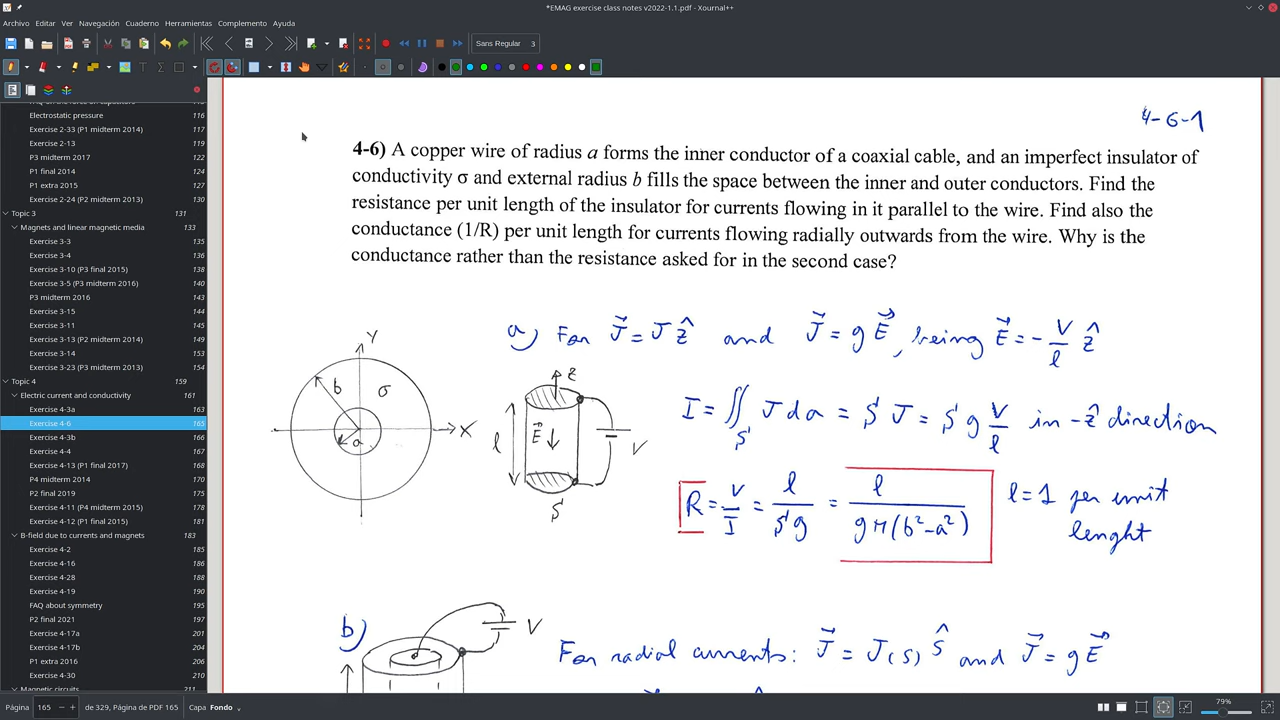 *EMAG exercise class notes v2022-1.1.pdf - Xournal++
Archivo Editar Ver Navegación Cuaderno Herramientas Complemento Ayuda
Sans Regular 3
Electrostatic pressure 116
Exercise 2-33 (P1 midterm 2014) 117
Exercise 2-13 119
P3 midterm 2017 122
P1 final 2014 124
P1 extra 2015 126
Exercise 2-24 (P2 midterm 2013) 130
Topic 3 131
Magnets and linear magnetic media 133
Exercise 3-3 135
Exercise 3-4 136
Exercise 3-10 (P3 final 2015) 138
Exercise 3-5 (P3 midterm 2016) 140
P3 midterm 2016 143
Exercise 3-15 144
Exercise 3-11 145
Exercise 3-13 (P2 midterm 2014) 149
Exercise 3-14 153
Exercise 3-23 (P3 midterm 2013) 154
Topic 4 159
Electric current and conductivity 161
Exercise 4-3a 163
Exercise 4-6 165
Exercise 4-3b 166
Exercise 4-4 167
Exercise 4-13 (P1 final 2017) 168
P4 midterm 2014 170
P2 final 2019 175
Exercise 4-11 (P4 midterm 2015) 178
Exercise 4-12 (P1 final 2015) 181
B-field due to currents and magnets 183
Exercise 4-2 185
Exercise 4-16 186
Exercise 4-28 188
Exercise 4-19 190
FAQ about symmetry 195
P2 final 2021 197
Exercise 4-17a 201
Exercise 4-17b 204
P1 extra 2016 206
Exercise 4-30 210
Magnetic circuits 211
4-6-1
4-6) A copper wire of radius a forms the inner conductor of a coaxial cable, and an imperfect insulator of
conductivity σ and external radius b fills the space between the inner and outer conductors. Find the
resistance per unit length of the insulator for currents flowing in it parallel to the wire. Find also the
conductance (1/R) per unit length for currents flowing radially outwards from the wire. Why is the
conductance rather than the resistance asked for in the second case?
a) For J⃗ = J ẑ and J⃗ = g E⃗, being E⃗ = - V/l ẑ
Y
b
σ
a
X
z
l
E⃗
V
S
I = ∬_S J da = S J = S g V/l in -ẑ direction
R = V/I = l/(S g) = l/(g π (b²-a²)) l = 1 per unit
lenght
b)
V
For radial currents: J⃗ = J(s) ŝ and J⃗ = g E⃗
Página 165 de 329, Página de PDF 165 Capa Fondo 79%